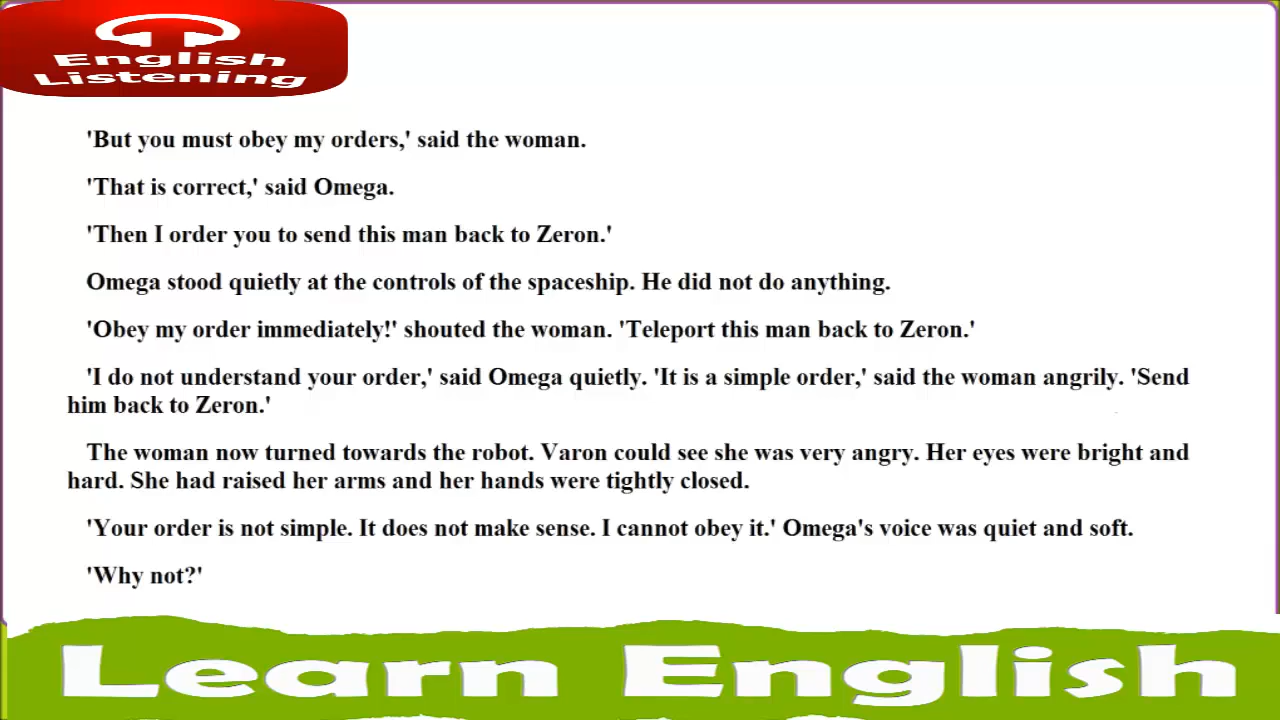 English
Listening
'But you must obey my orders,' said the woman.
'That is correct,' said Omega.
'Then I order you to send this man back to Zeron.'
Omega stood quietly at the controls of the spaceship. He did not do anything.
'Obey my order immediately!' shouted the woman. 'Teleport this man back to Zeron.'
'I do not understand your order,' said Omega quietly. 'It is a simple order,' said the woman angrily. 'Send
him back to Zeron.'
The woman now turned towards the robot. Varon could see she was very angry. Her eyes were bright and
hard. She had raised her arms and her hands were tightly closed.
'Your order is not simple. It does not make sense. I cannot obey it.' Omega's voice was quiet and soft.
'Why not?'
Learn English